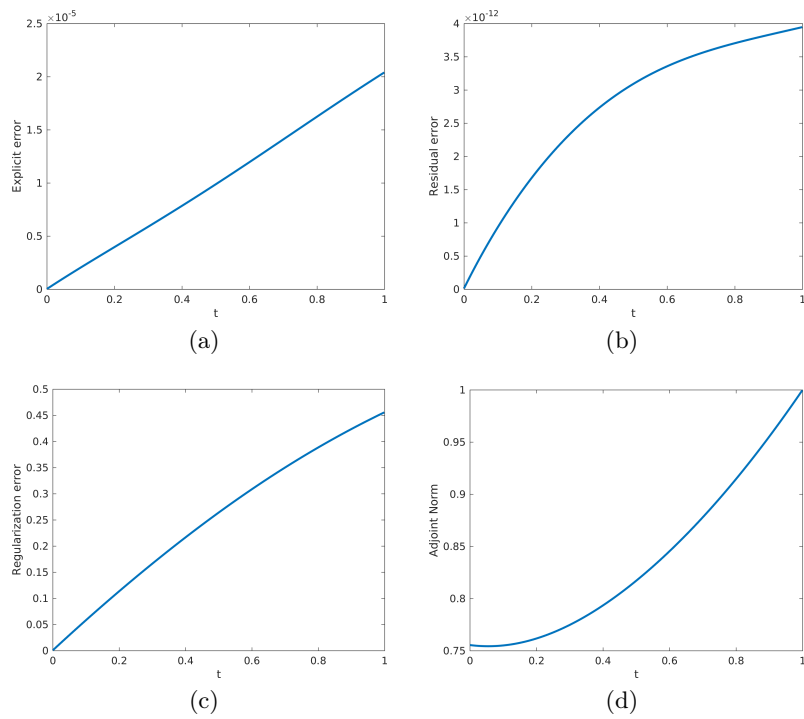 ×10⁻⁵
2.5
2
1.5
1
0.5
0
0 0.2 0.4 0.6 0.8 1
Explicit error
t
(a)
×10⁻¹²
4
3.5
3
2.5
2
1.5
1
0.5
0
0 0.2 0.4 0.6 0.8 1
Residual error
t
(b)
0.5
0.45
0.4
0.35
0.3
0.25
0.2
0.15
0.1
0.05
0
0 0.2 0.4 0.6 0.8 1
Regularization error
t
(c)
1
0.95
0.9
0.85
0.8
0.75
0 0.2 0.4 0.6 0.8 1
Adjoint Norm
t
(d)